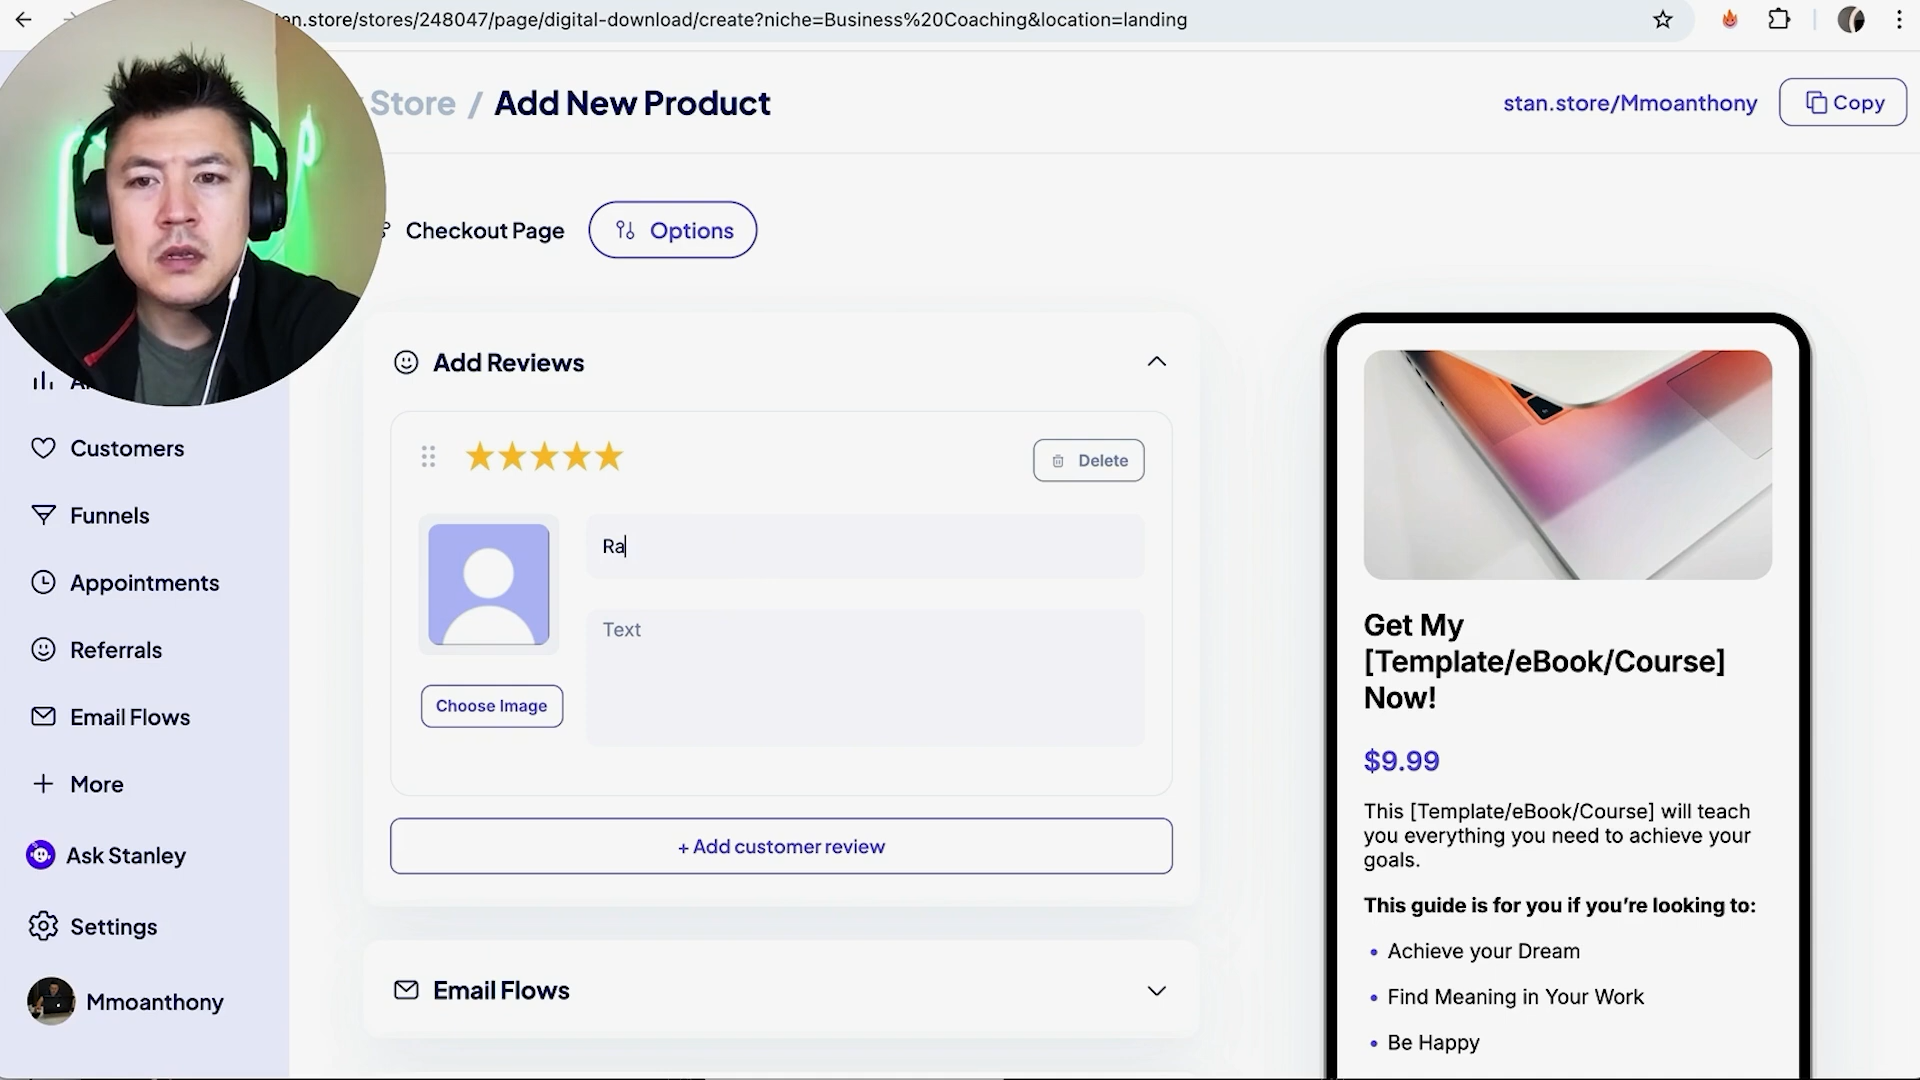 an.store/stores/248047/page/digital-download/create?niche=Business%20Coaching&location=landing
Store / Add New Product
stan.store/Mmoanthony
Copy
Checkout Page
Options
Customers
Funnels
Appointments
Referrals
Email Flows
More
Ask Stanley
Settings
Mmoanthony
Add Reviews
Delete
Ra
Text
Choose Image
+ Add customer review
Email Flows
Get My
[Template/eBook/Course]
Now!
$9.99
This [Template/eBook/Course] will teach
you everything you need to achieve your
goals.
This guide is for you if you’re looking to:
• Achieve your Dream
• Find Meaning in Your Work
• Be Happy